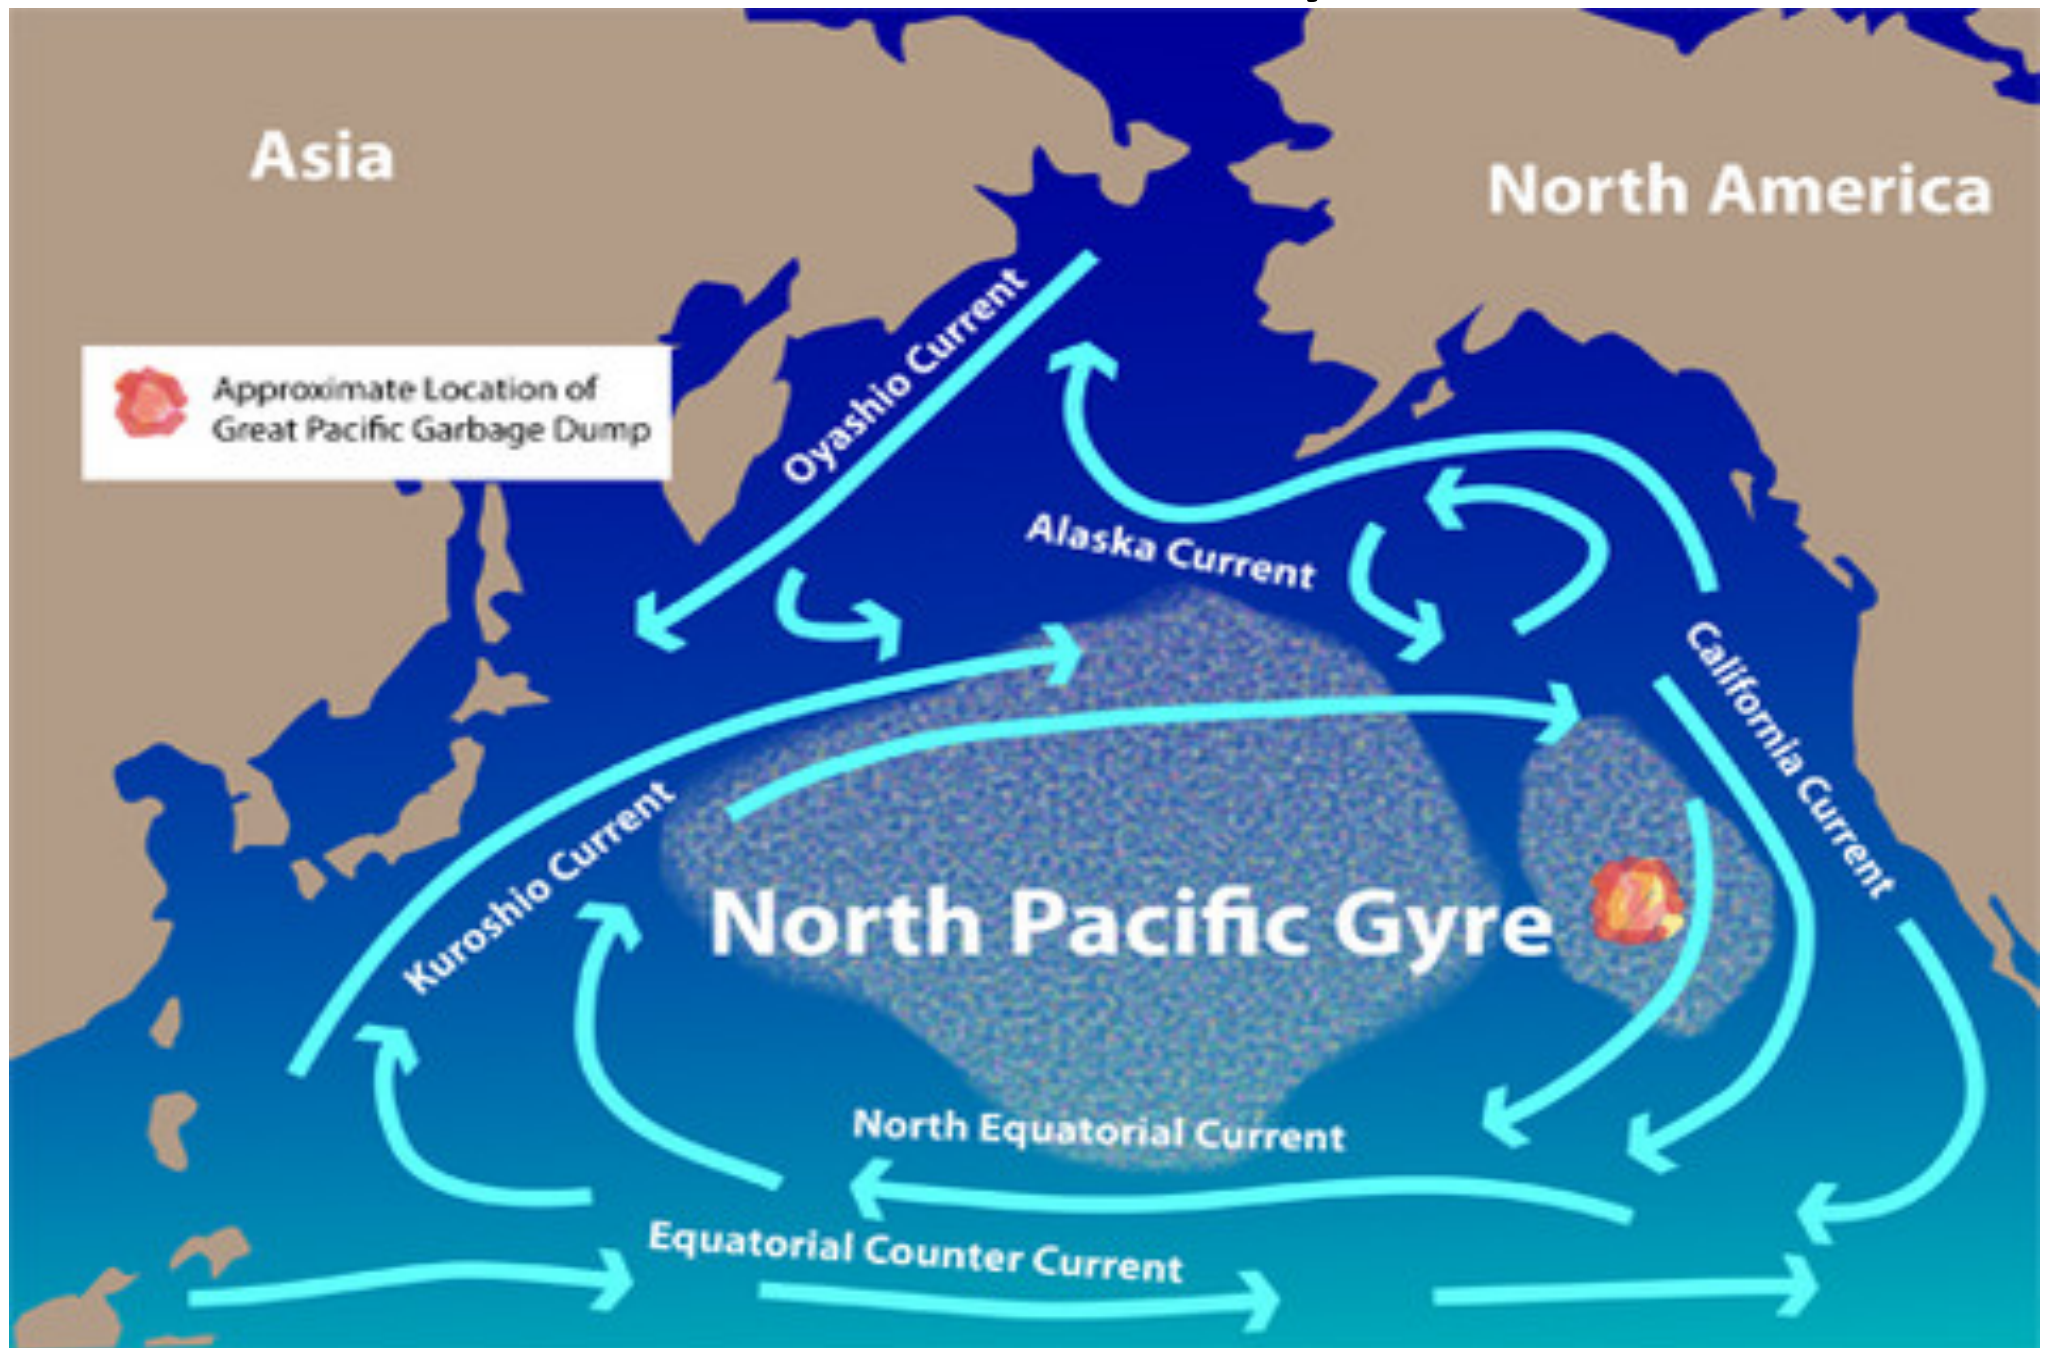 Asia
North America
Approximate Location of
Great Pacific Garbage Dump
Oyashio Current
Alaska Current
California Current
Kuroshio Current
North Pacific Gyre
North Equatorial Current
Equatorial Counter Current